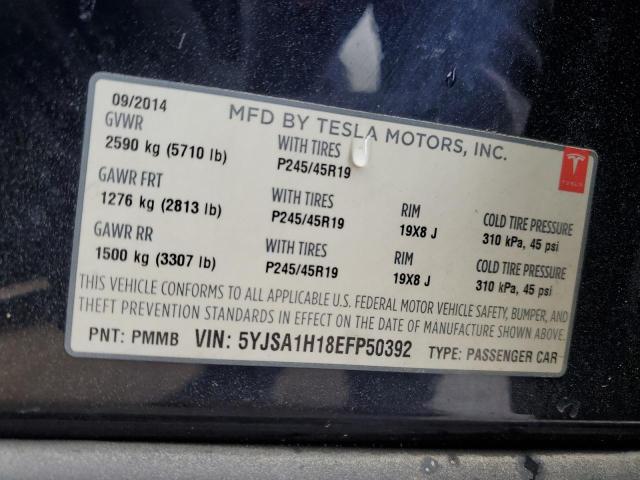 09/2014
MFD BY TESLA MOTORS, INC.
GVWR
2590 kg (5710 lb)
WITH TIRES
P245/45R19
TESLA
GAWR FRT
1276 kg (2813 lb)
WITH TIRES
P245/45R19
RIM
19X8 J
COLD TIRE PRESSURE
310 kPa, 45 psi
GAWR RR
1500 kg (3307 lb)
WITH TIRES
P245/45R19
RIM
19X8 J
COLD TIRE PRESSURE
310 kPa, 45 psi
THIS VEHICLE CONFORMS TO ALL APPLICABLE U.S. FEDERAL MOTOR VEHICLE SAFETY, BUMPER, AND
THEFT PREVENTION STANDARDS IN EFFECT ON THE DATE OF MANUFACTURE SHOWN ABOVE.
PNT: PMMB VIN: 5YJSA1H18EFP50392 TYPE: PASSENGER CAR